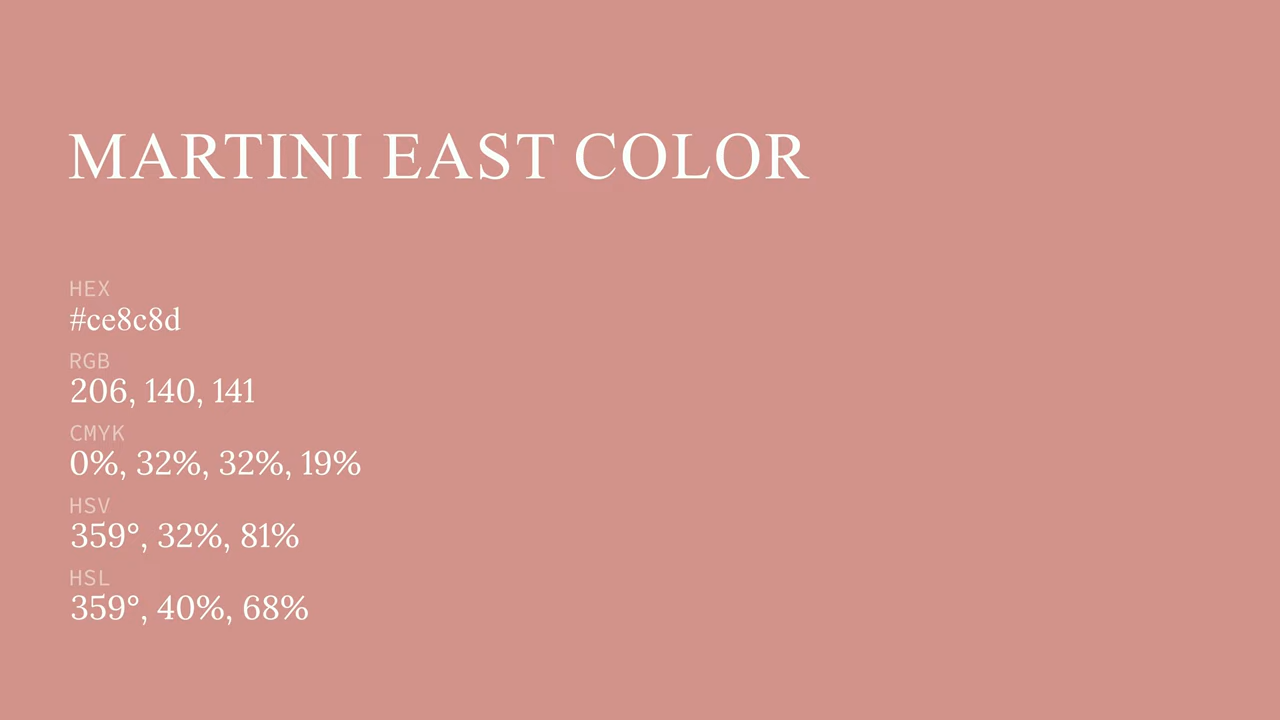 MARTINI EAST COLOR
HEX
#ce8c8d
RGB
206, 140, 141
CMYK
0%, 32%, 32%, 19%
HSV
359°, 32%, 81%
HSL
359°, 40%, 68%